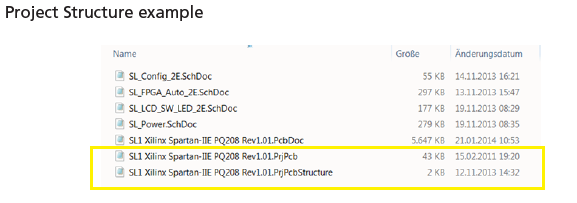 Project Structure example
Name Größe Änderungsdatum
SL_Config_2E.SchDoc 55 KB 14.11.2013 16:21
SL_FPGA_Auto_2E.SchDoc 297 KB 13.11.2013 15:47
SL_LCD_SW_LED_2E.SchDoc 177 KB 19.11.2013 08:29
SL_Power.SchDoc 279 KB 19.11.2013 08:35
SL1 Xilinx Spartan-IIE PQ208 Rev1.01.PcbDoc 5.647 KB 21.01.2014 10:53
SL1 Xilinx Spartan-IIE PQ208 Rev1.01.PrjPcb 43 KB 15.02.2011 19:20
SL1 Xilinx Spartan-IIE PQ208 Rev1.01.PrjPcbStructure 2 KB 12.11.2013 14:32